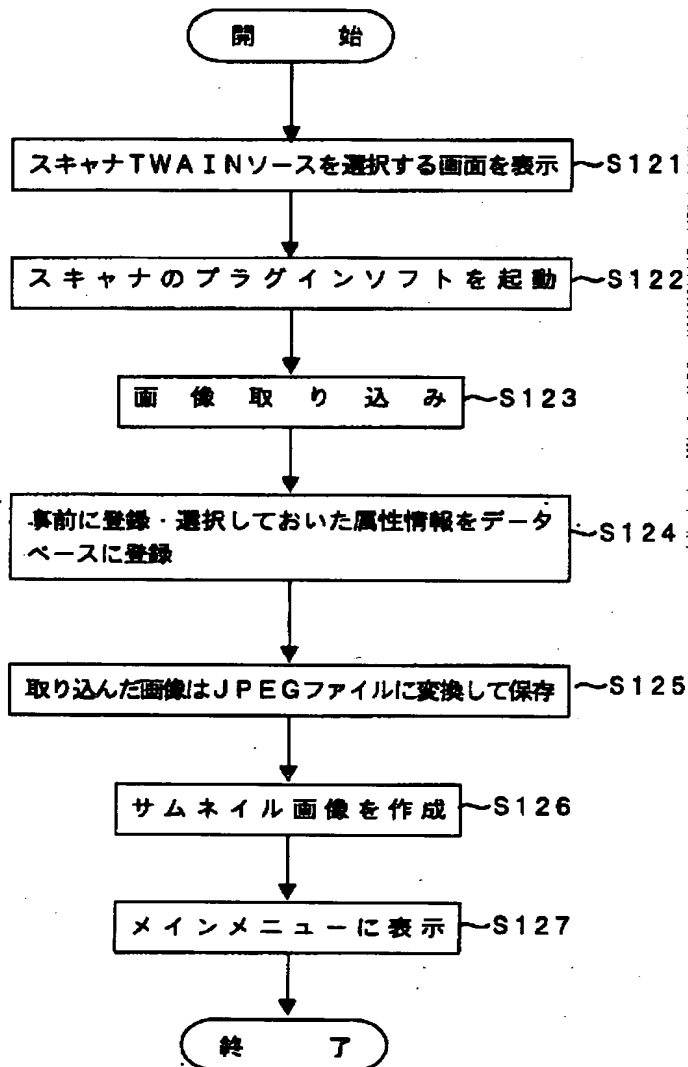 開 始
スキャナTWAINソースを選択する画面を表示 ~S121
スキャナのプラグインソフトを起動 ~S122
画像取り込み ~S123
事前に登録・選択しておいた属性情報をデータ ~S124
ベースに登録
取り込んだ画像はJPEGファイルに変換して保存 ~S125
サムネイル画像を作成 ~S126
メインメニューに表示 ~S127
終 了